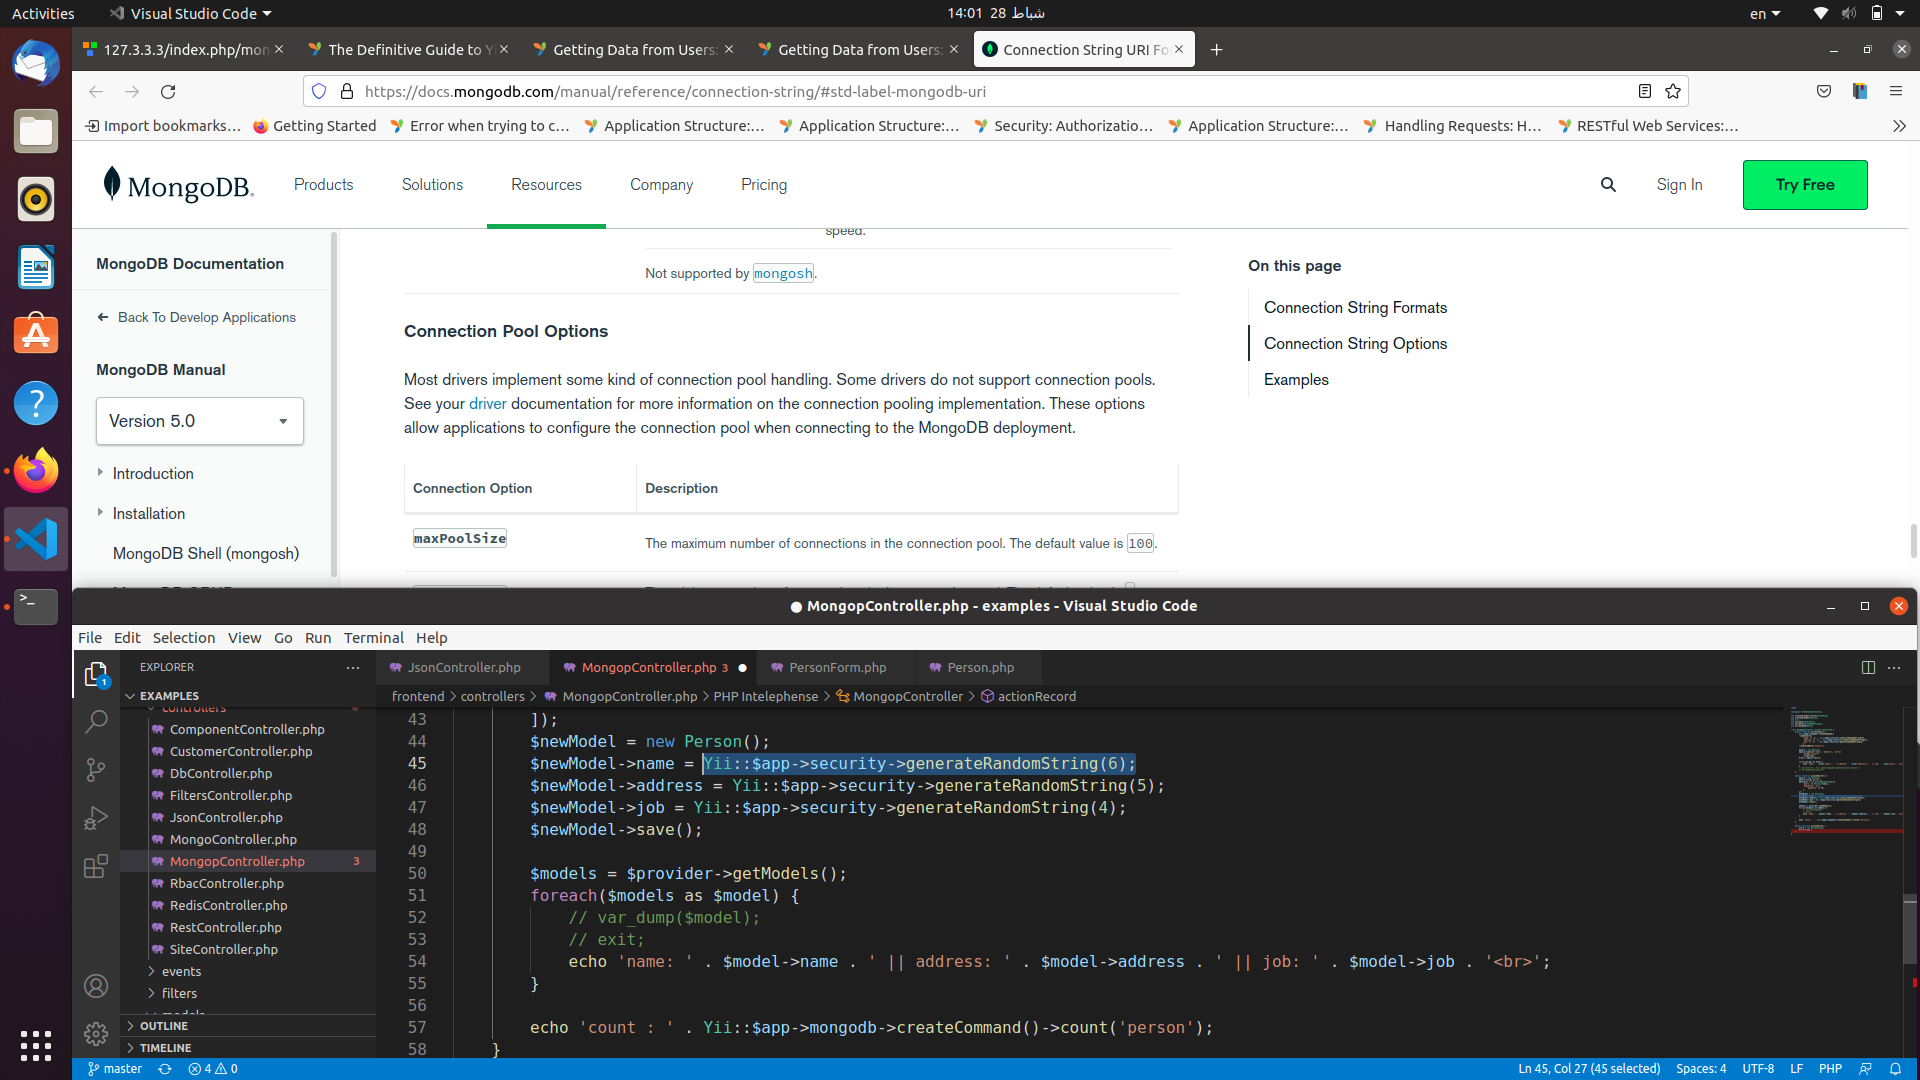 Activities
Visual Studio Code
14:01 28 شباط
en
127.3.3.3/index.php/mon
The Definitive Guide to Yi
Getting Data from Users:
Getting Data from Users:
Connection String URI Fo
https://docs.mongodb.com/manual/reference/connection-string/#std-label-mongodb-uri
Import bookmarks…
Getting Started
Error when trying to c…
Application Structure:…
Application Structure:…
Security: Authorizatio…
Application Structure:…
Handling Requests: H…
RESTful Web Services:…
MongoDB.
Products
Solutions
Resources
Company
Pricing
Sign In
Try Free
MongoDB Documentation
Back To Develop Applications
MongoDB Manual
Version 5.0
Introduction
Installation
MongoDB Shell (mongosh)
speed.
Not supported by mongosh.
Connection Pool Options
Most drivers implement some kind of connection pool handling. Some drivers do not support connection pools.
See your driver documentation for more information on the connection pooling implementation. These options
allow applications to configure the connection pool when connecting to the MongoDB deployment.
Connection Option
Description
maxPoolSize
The maximum number of connections in the connection pool. The default value is 100.
On this page
Connection String Formats
Connection String Options
Examples
● MongopController.php - examples - Visual Studio Code
File Edit Selection View Go Run Terminal Help
EXPLORER
EXAMPLES
controllers
ComponentController.php
CustomerController.php
DbController.php
FiltersController.php
JsonController.php
MongoController.php
MongopController.php 3
RbacController.php
RedisController.php
RestController.php
SiteController.php
events
filters
models
OUTLINE
TIMELINE
1
JsonController.php
MongopController.php 3
PersonForm.php
Person.php
frontend > controllers > MongopController.php > PHP Intelephense > MongopController > actionRecord
43 ]);
44 $newModel = new Person();
45 $newModel->name = Yii::$app->security->generateRandomString(6);
46 $newModel->address = Yii::$app->security->generateRandomString(5);
47 $newModel->job = Yii::$app->security->generateRandomString(4);
48 $newModel->save();
49
50 $models = $provider->getModels();
51 foreach($models as $model) {
52 // var_dump($model);
53 // exit;
54 echo 'name: ' . $model->name . ' || address: ' . $model->address . ' || job: ' . $model->job . '<br>';
55 }
56
57 echo 'count : ' . Yii::$app->mongodb->createCommand()->count('person');
58 }
master
4
0
Ln 45, Col 27 (45 selected)
Spaces: 4
UTF-8
LF
PHP